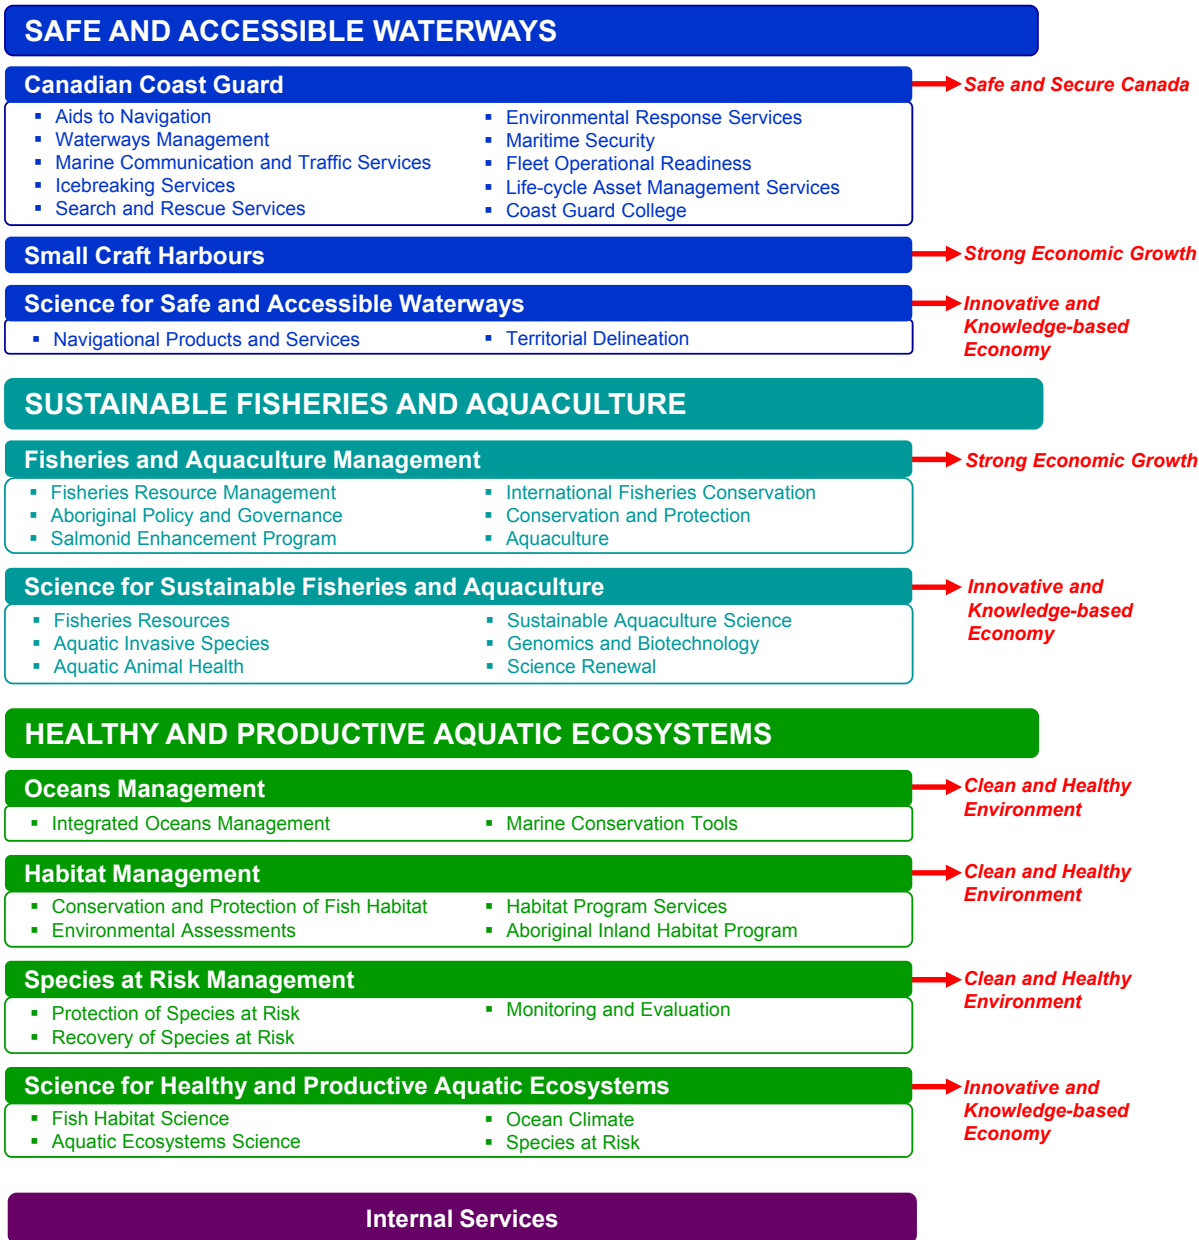 SAFE AND ACCESSIBLE WATERWAYS
Canadian Coast Guard
Safe and Secure Canada
▪ Aids to Navigation
▪ Waterways Management
▪ Marine Communication and Traffic Services
▪ Icebreaking Services
▪ Search and Rescue Services
▪ Environmental Response Services
▪ Maritime Security
▪ Fleet Operational Readiness
▪ Life-cycle Asset Management Services
▪ Coast Guard College
Small Craft Harbours
Strong Economic Growth
Science for Safe and Accessible Waterways
Innovative and
Knowledge-based
Economy
▪ Navigational Products and Services
▪ Territorial Delineation
SUSTAINABLE FISHERIES AND AQUACULTURE
Fisheries and Aquaculture Management
Strong Economic Growth
▪ Fisheries Resource Management
▪ Aboriginal Policy and Governance
▪ Salmonid Enhancement Program
▪ International Fisheries Conservation
▪ Conservation and Protection
▪ Aquaculture
Science for Sustainable Fisheries and Aquaculture
Innovative and
Knowledge-based
Economy
▪ Fisheries Resources
▪ Aquatic Invasive Species
▪ Aquatic Animal Health
▪ Sustainable Aquaculture Science
▪ Genomics and Biotechnology
▪ Science Renewal
HEALTHY AND PRODUCTIVE AQUATIC ECOSYSTEMS
Oceans Management
Clean and Healthy
Environment
▪ Integrated Oceans Management
▪ Marine Conservation Tools
Habitat Management
Clean and Healthy
Environment
▪ Conservation and Protection of Fish Habitat
▪ Environmental Assessments
▪ Habitat Program Services
▪ Aboriginal Inland Habitat Program
Species at Risk Management
Clean and Healthy
Environment
▪ Protection of Species at Risk
▪ Recovery of Species at Risk
▪ Monitoring and Evaluation
Science for Healthy and Productive Aquatic Ecosystems
Innovative and
Knowledge-based
Economy
▪ Fish Habitat Science
▪ Aquatic Ecosystems Science
▪ Ocean Climate
▪ Species at Risk
Internal Services